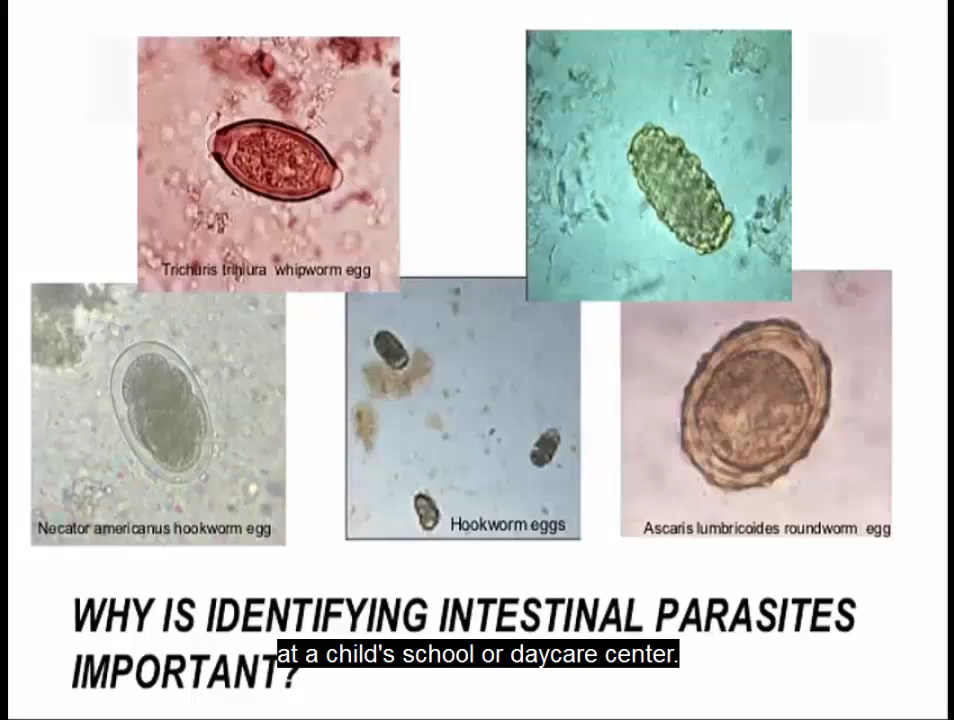 Trichuris trihiura whipworm egg
Necator americanus hookworm egg
Hookworm eggs
Ascaris lumbricoides roundworm egg
WHY IS IDENTIFYING INTESTINAL PARASITES
IMPORTANT?
at a child's school or daycare center.